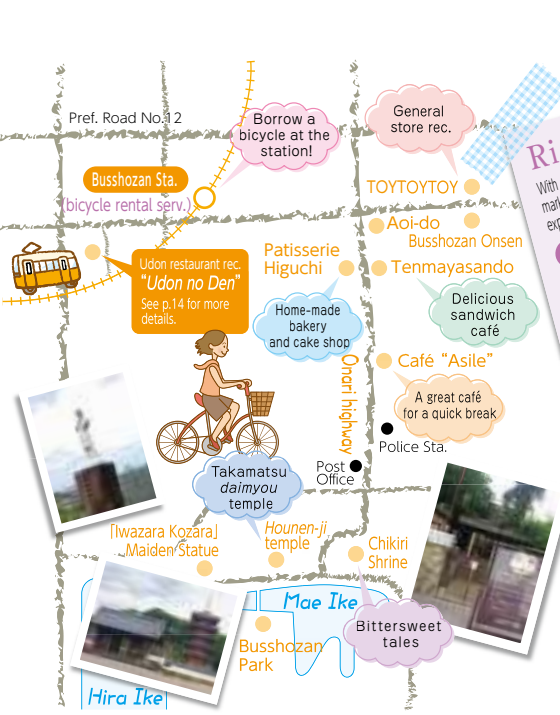 Pref. Road No.12
Borrow a
bicycle at the
station!
General
store rec.
Ri
With
mark
exp
Busshozan Sta.
(bicycle rental serv.)
TOYTOYTOY
Aoi-do
Busshozan Onsen
Udon restaurant rec.
“Udon no Den”
See p.14 for more
details.
Patisserie
Higuchi
Tenmayasando
Home-made
bakery
and cake shop
Delicious
sandwich
café
Onari highway
Café “Asile”
A great café
for a quick break
Police Sta.
Post
Office
Takamatsu
daimyou
temple
「Iwazara Kozara」
Maiden Statue
Hounen-ji
temple
Chikiri
Shrine
Mae Ike
Bittersweet
tales
Busshozan
Park
Hira Ike